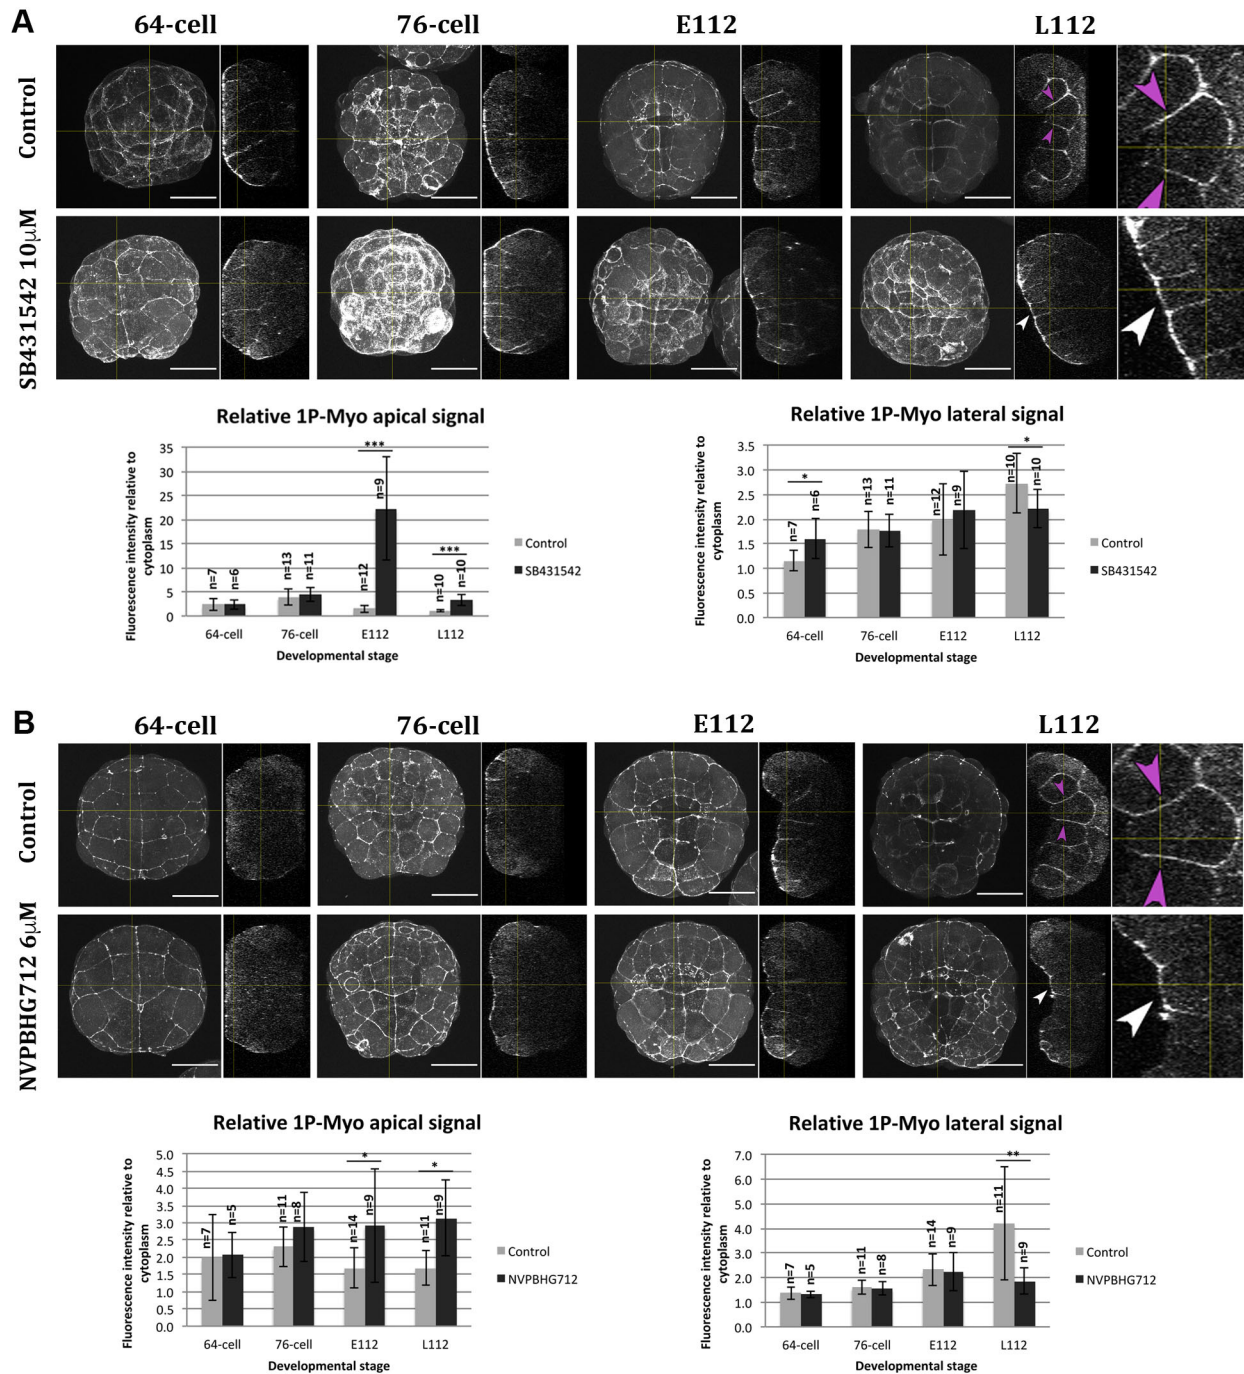 A
64-cell 76-cell E112 L112
Control
SB431542 10μM
Relative 1P-Myo apical signal
Fluorescence intensity relative to
cytoplasm
35
30
25
20
15
10
5
0
n=7 n=6 n=13 n=11 n=12 *** n=9 n=10 *** n=10
64-cell 76-cell E112 L112
Developmental stage
Control
SB431542
Relative 1P-Myo lateral signal
Fluorescence intensity relative to
cytoplasm
3.5
3.0
2.5
2.0
1.5
1.0
0.5
0.0
n=7 * n=6 n=13 n=11 n=12 n=9 n=10 * n=10
64-cell 76-cell E112 L112
Developmental stage
Control
SB431542
B
64-cell 76-cell E112 L112
Control
NVPBHG712 6μM
Relative 1P-Myo apical signal
Fluorescence intensity relative to
cytoplasm
5.0
4.5
4.0
3.5
3.0
2.5
2.0
1.5
1.0
0.5
0.0
n=7 n=5 n=11 n=8 n=14 * n=9 n=11 * n=9
64-cell 76-cell E112 L112
Developmental stage
Control
NVPBHG712
Relative 1P-Myo lateral signal
Fluorescence intensity relative to
cytoplasm
7.0
6.0
5.0
4.0
3.0
2.0
1.0
0.0
n=7 n=5 n=11 n=8 n=14 n=9 n=11 ** n=9
64-cell 76-cell E112 L112
Developmental stage
Control
NVPBHG712